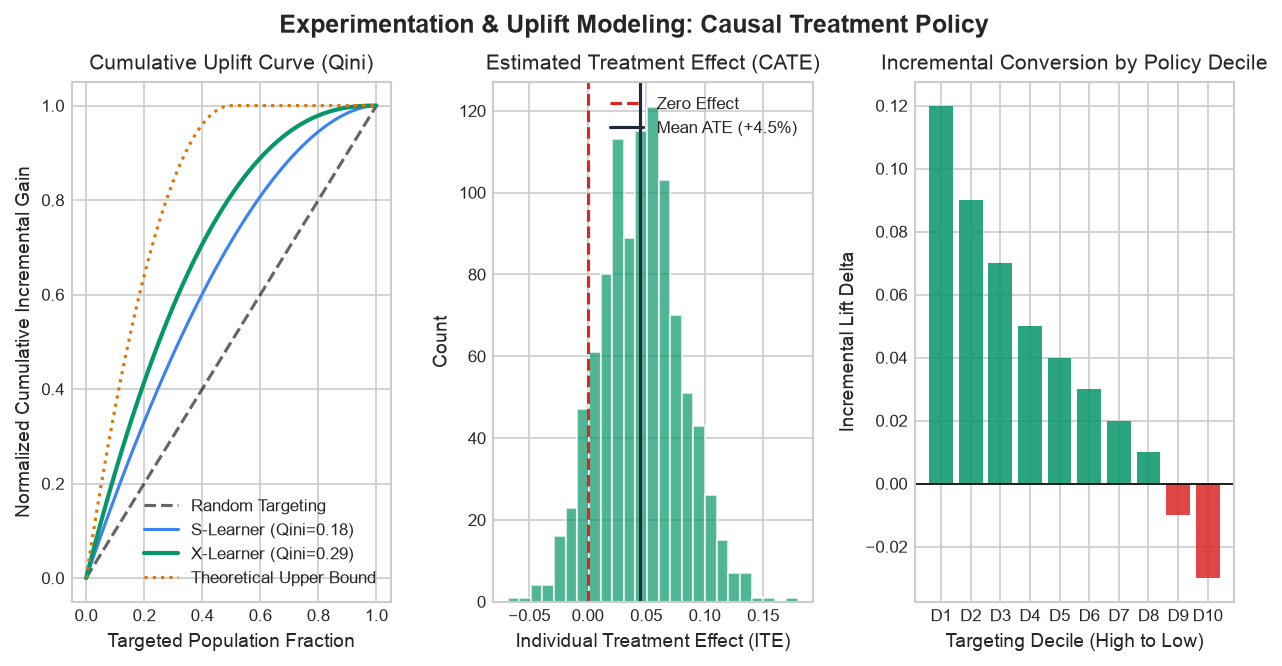 Experimentation & Uplift Modeling: Causal Treatment Policy
Cumulative Uplift Curve (Qini)
Normalized Cumulative Incremental Gain
1.0
0.8
0.6
0.4
0.2
0.0
Random Targeting
S-Learner (Qini=0.18)
X-Learner (Qini=0.29)
Theoretical Upper Bound
0.0 0.2 0.4 0.6 0.8 1.0
Targeted Population Fraction
Estimated Treatment Effect (CATE)
Count
120
100
80
60
40
20
0
Zero Effect
Mean ATE (+4.5%)
−0.05 0.00 0.05 0.10 0.15
Individual Treatment Effect (ITE)
Incremental Conversion by Policy Decile
Incremental Lift Delta
0.12
0.10
0.08
0.06
0.04
0.02
0.00
−0.02
D1 D2 D3 D4 D5 D6 D7 D8 D9 D10
Targeting Decile (High to Low)